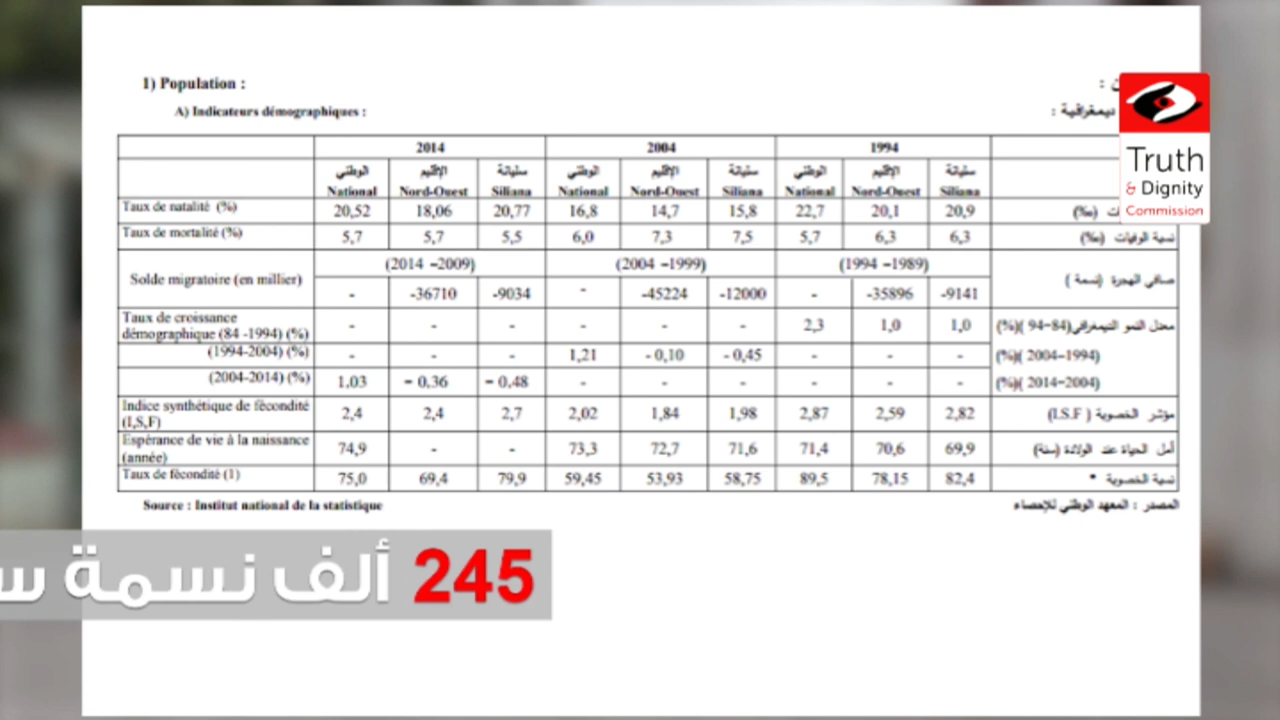 1) Population :
A) Indicateurs démographiques :
ديمغرافية :
Truth
& Dignity
Commission
2014 2004 1994
الوطني الإقليم سليانة الوطني الإقليم سليانة الوطني الإقليم سليانة
National Nord-Ouest Siliana National Nord-Ouest Siliana National Nord-Ouest Siliana
Taux de natalité (%) 20,52 18,06 20,77 16,8 14,7 15,8 22,7 20,1 20,9 (‰)
Taux de mortalité (%) 5,7 5,7 5,5 6,0 7,3 7,5 5,7 6,3 6,3 نسبة الوفيات (‰)
(2014 –2009) (2004 –1999) (1994 –1989)
Solde migratoire (en millier) - -36710 -9034 - -45224 -12000 - -35896 -9141 صافي الهجرة (نسمة )
Taux de croissance
démographique (84 -1994) (%) - - - - - - 2,3 1,0 1,0 معدل النمو الديمغرافي(84–94 )(%)
(1994-2004) (%) - - - 1,21 - 0,10 - 0,45 - - - (1994–2004 )(%)
(2004-2014) (%) 1,03 – 0,36 – 0,48 - - - - - - (2004–2014 )(%)
Indice synthétique de fécondité
(I,S,F) 2,4 2,4 2,7 2,02 1,84 1,98 2,87 2,59 2,82 مؤشر الخصوبة ( I.S.F)
Espérance de vie à la naissance
(année) 74,9 - - 73,3 72,7 71,6 71,4 70,6 69,9 أمل الحياة عند الولادة (سنة)
Taux de fécondité (1) 75,0 69,4 79,9 59,45 53,93 58,75 89,5 78,15 82,4 نسبة الخصوبة *
Source : Institut national de la statistique المصدر : المعهد الوطني للإحصاء
245 ألف نسمة